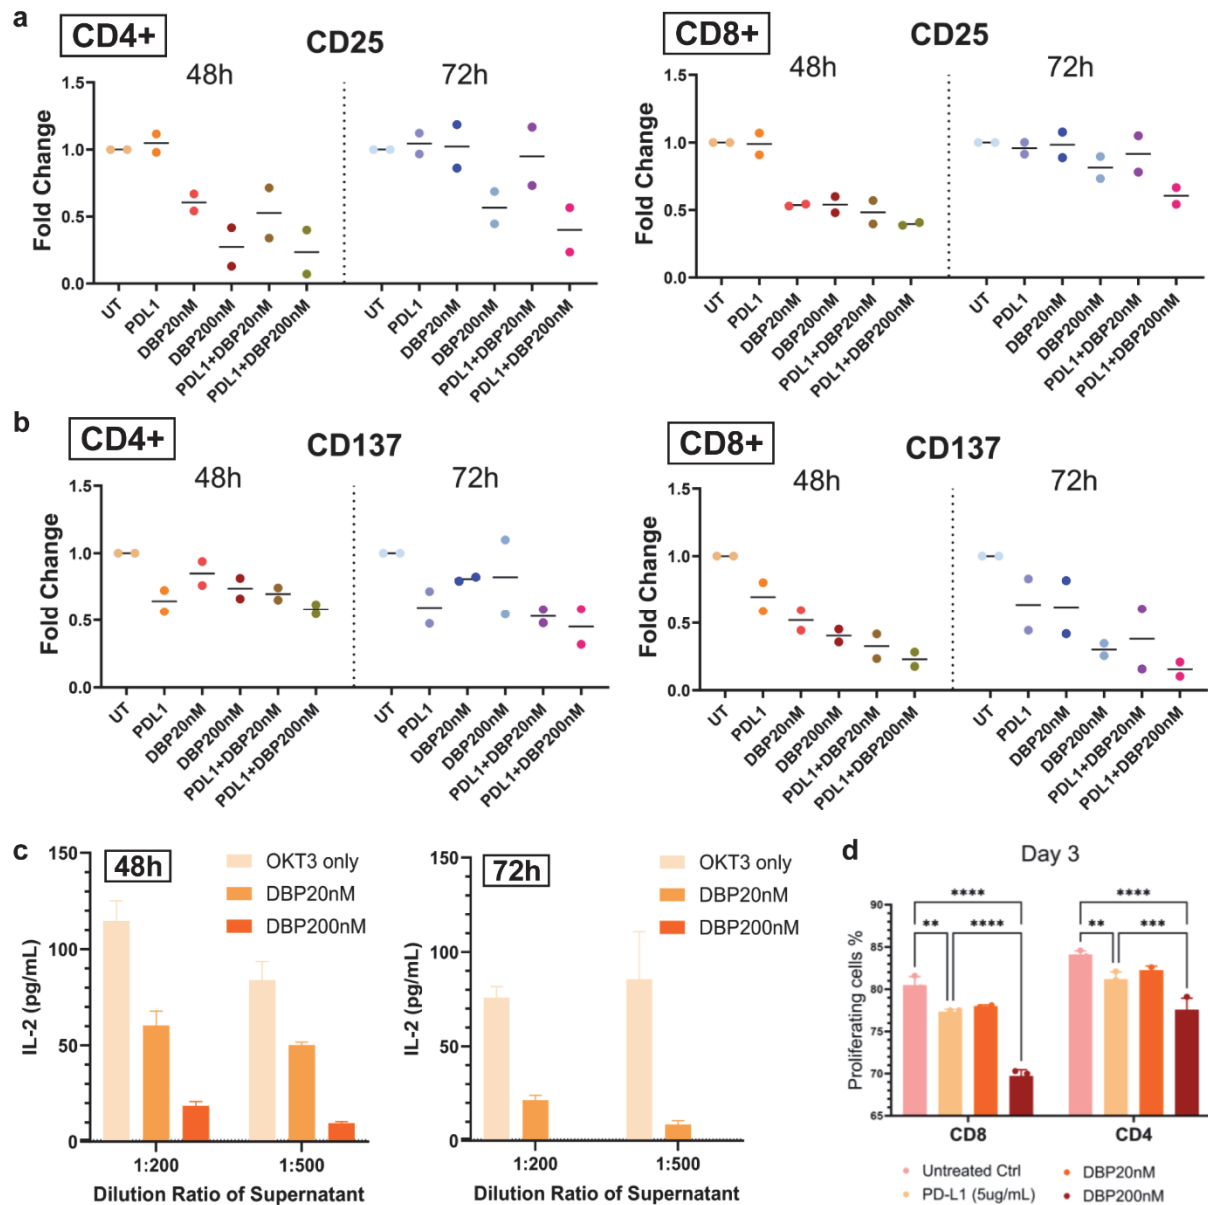 a
CD4+
CD25
48h
72h
Fold Change
1.5
1.0
0.5
0.0
UT
PDL1
DBP20nM
DBP200nM
PDL1+DBP20nM
PDL1+DBP200nM
UT
PDL1
DBP20nM
DBP200nM
PDL1+DBP20nM
PDL1+DBP200nM
CD8+
CD25
48h
72h
Fold Change
1.5
1.0
0.5
0.0
UT
PDL1
DBP20nM
DBP200nM
PDL1+DBP20nM
PDL1+DBP200nM
UT
PDL1
DBP20nM
DBP200nM
PDL1+DBP20nM
PDL1+DBP200nM
b
CD4+
CD137
48h
72h
Fold Change
1.5
1.0
0.5
0.0
UT
PDL1
DBP20nM
DBP200nM
PDL1+DBP20nM
PDL1+DBP200nM
UT
PDL1
DBP20nM
DBP200nM
PDL1+DBP20nM
PDL1+DBP200nM
CD8+
CD137
48h
72h
Fold Change
1.5
1.0
0.5
0.0
UT
PDL1
DBP20nM
DBP200nM
PDL1+DBP20nM
PDL1+DBP200nM
UT
PDL1
DBP20nM
DBP200nM
PDL1+DBP20nM
PDL1+DBP200nM
c
48h
OKT3 only
DBP20nM
DBP200nM
IL-2 (pg/mL)
150
100
50
0
1:200
1:500
Dilution Ratio of Supernatant
72h
OKT3 only
DBP20nM
DBP200nM
IL-2 (pg/mL)
150
100
50
0
1:200
1:500
Dilution Ratio of Supernatant
d
Day 3
Proliferating cells %
90
85
80
75
70
65
****
**
****
****
**
***
CD8
CD4
Untreated Ctrl
DBP20nM
PD-L1 (5ug/mL)
DBP200nM